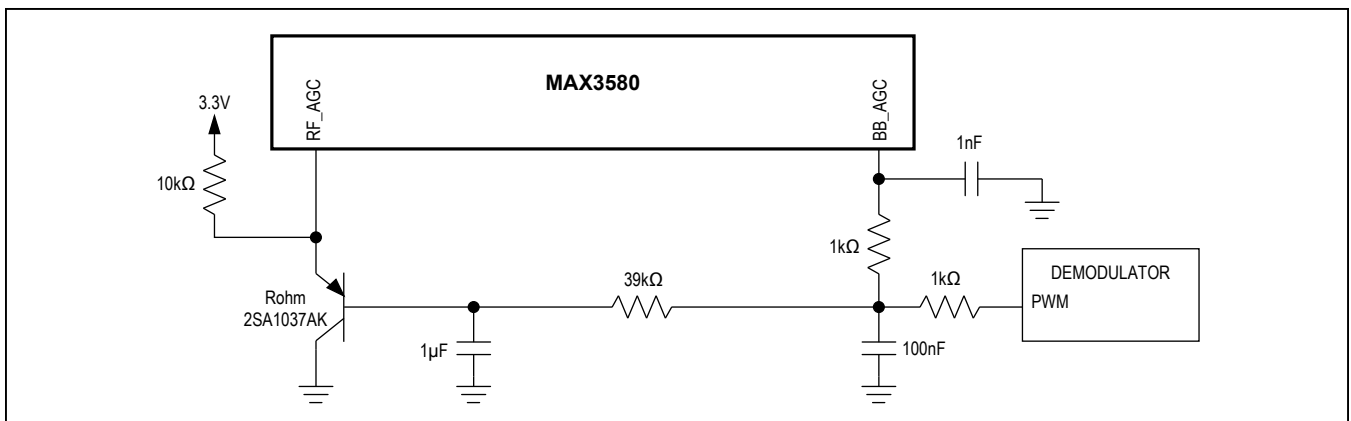 MAX3580
RF_AGC
BB_AGC
3.3V
1nF
10kΩ
1kΩ
39kΩ
1kΩ
DEMODULATOR
PWM
Rohm
2SA1037AK
1µF
100nF